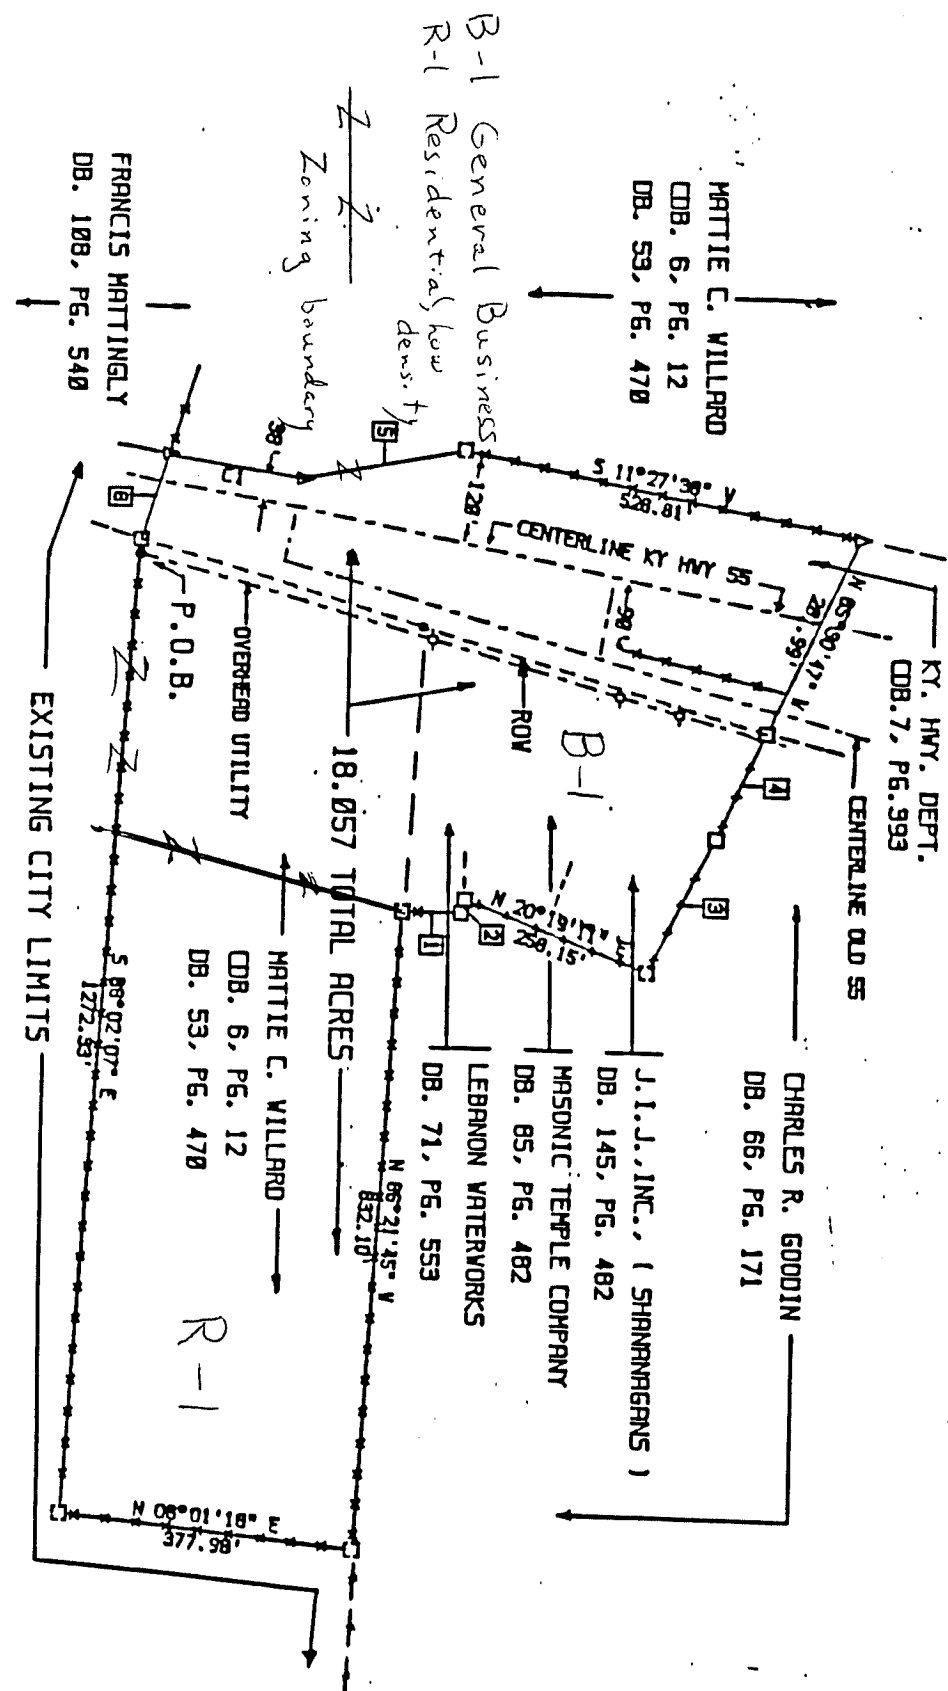 B-1 General Business
R-1 Residential, low
density
Z Z
Zoning boundary
MATTIE C. WILLARD
CDB. 6, PG. 12
DB. 53, PG. 470
FRANCIS MATTINGLY
DB. 108, PG. 540
KY. HWY. DEPT.
CDB.7, PG.993
CENTERLINE OLD 55
CHARLES R. GOODIN
DB. 66, PG. 171
S 11°27'38" W
528.81'
CENTERLINE KY HWY 55
120'
N 85°50'47" W
90'
30'
C1
5
6
P.O.B.
OVERHEAD UTILITY
ROW
B-1
4
3
2
1
N 20°19'11" E
258.15'
J.I.J.,INC., ( SHANANAGANS )
DB. 145, PG. 482
MASONIC TEMPLE COMPANY
DB. 85, PG. 482
LEBANON WATERWORKS
DB. 71, PG. 553
18.057 TOTAL ACRES
MATTIE C. WILLARD
CDB. 6, PG. 12
DB. 53, PG. 470
N 86°21'45" W
832.10'
R-1
S 88°02'07" E
1272.53'
N 08°01'18" E
377.98'
EXISTING CITY LIMITS
Z
Z
Z
Z
Z